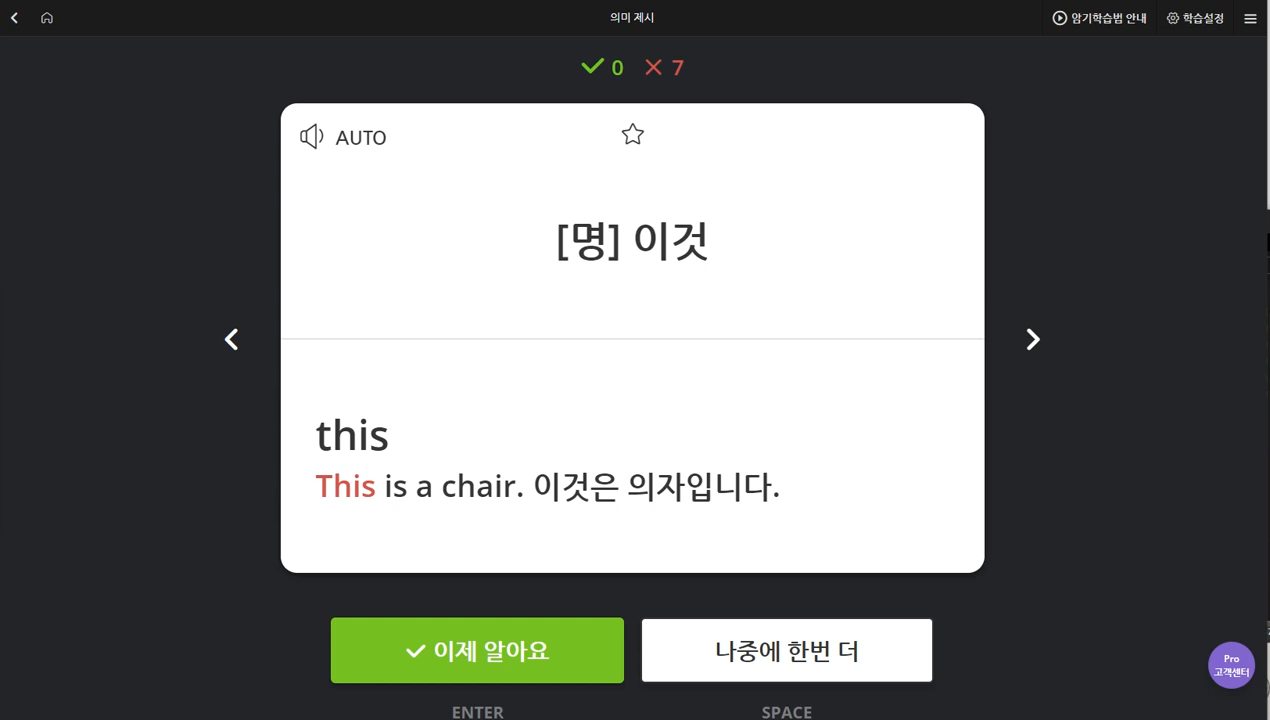 의미 제시
암기학습법 안내
학습설정
0
7
AUTO
[명] 이것
this
This is a chair. 이것은 의자입니다.
이제 알아요
나중에 한번 더
ENTER
SPACE
Pro
고객센터